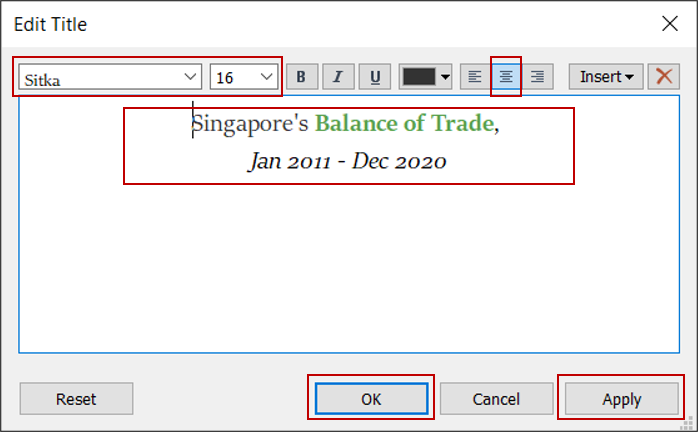 Edit Title
Sitka 16 B I U Insert
Singapore's Balance of Trade,
Jan 2011 - Dec 2020
Reset OK Cancel Apply